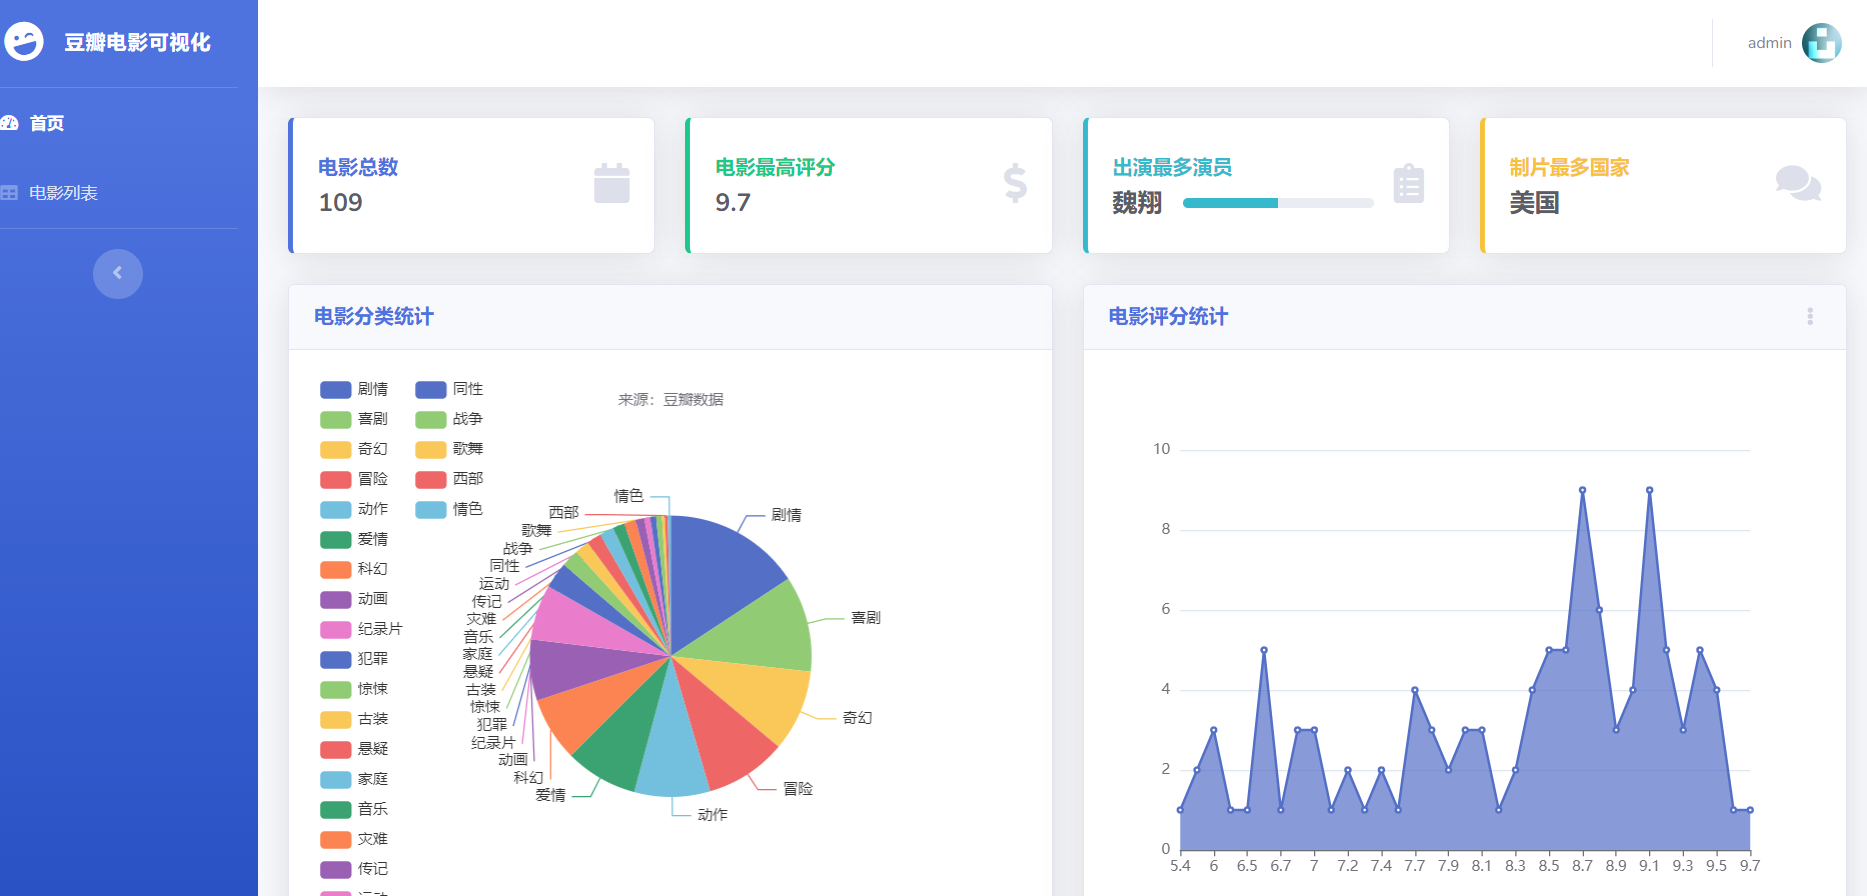 豆瓣电影可视化
admin
首页
电影列表
电影总数
109
电影最高评分
9.7
出演最多演员
魏翔
制片最多国家
美国
电影分类统计
来源：豆瓣数据
剧情
喜剧
奇幻
冒险
动作
爱情
科幻
动画
纪录片
犯罪
惊悚
古装
悬疑
家庭
音乐
灾难
传记
同性
战争
歌舞
西部
情色
情色
西部
歌舞
战争
同性
运动
传记
灾难
音乐
家庭
悬疑
古装
惊悚
犯罪
纪录片
动画
科幻
爱情
剧情
喜剧
奇幻
冒险
动作
电影评分统计
10
8
6
4
2
0
5.4 6 6.5 6.7 7 7.2 7.4 7.7 7.9 8.1 8.3 8.5 8.7 8.9 9.1 9.3 9.5 9.7